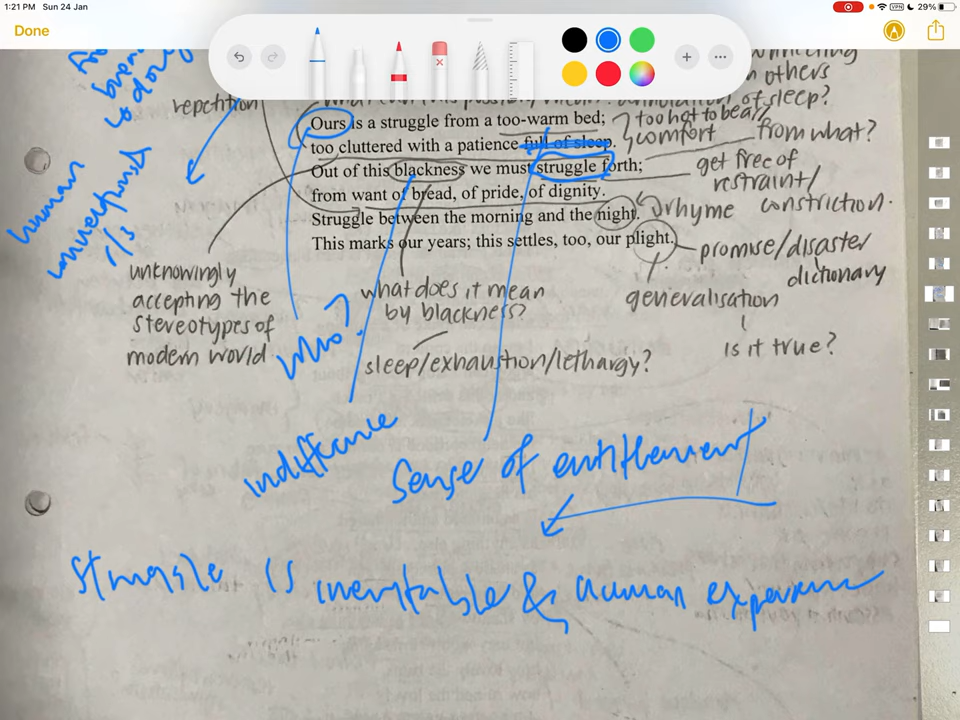 1:21 PM Sun 24 Jan
VPN 29%
Done
repetition
others
of sleep?
Ours is a struggle from a too-warm bed;
too hot to bear/
comfort
from what?
too cluttered with a patience full of sleep.
Out of this blackness we must struggle forth;
get free of
restraint/
constriction.
from want of bread, of pride, of dignity.
Struggle between the morning and the night.
rhyme
This marks our years; this settles, too, our plight.
promise/disaster
dictionary
generalisation
is it true?
human
unknowingly
accepting the
stereotypes of
modern world
what does it mean
by blackness?
who?
sleep/exhaustion/lethargy?
indiffernce
Sense of entitlement
Struggle is inevitable & human experience